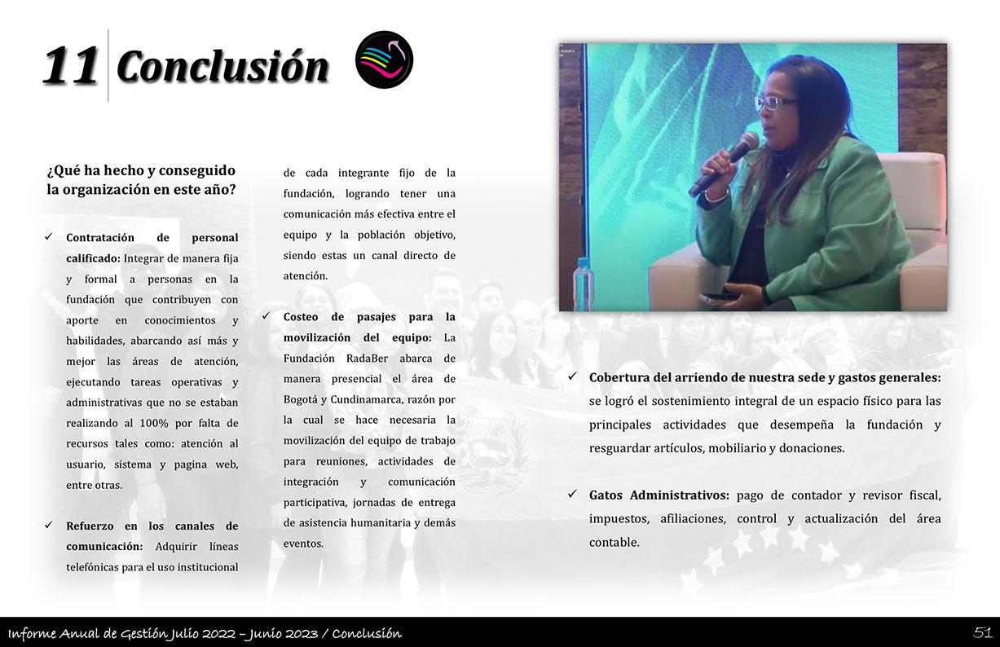 11 Conclusión
¿Qué ha hecho y conseguido
la organización en este año?
✓ Contratación de personal
calificado: Integrar de manera fija
y formal a personas en la
fundación que contribuyen con
aporte en conocimientos y
habilidades, abarcando así más y
mejor las áreas de atención,
ejecutando tareas operativas y
administrativas que no se estaban
realizando al 100% por falta de
recursos tales como: atención al
usuario, sistema y pagina web,
entre otras.
✓ Refuerzo en los canales de
comunicación: Adquirir líneas
telefónicas para el uso institucional
de cada integrante fijo de la
fundación, logrando tener una
comunicación más efectiva entre el
equipo y la población objetivo,
siendo estas un canal directo de
atención.
✓ Costeo de pasajes para la
movilización del equipo: La
Fundación RadaBer abarca de
manera presencial el área de
Bogotá y Cundinamarca, razón por
la cual se hace necesaria la
movilización del equipo de trabajo
para reuniones, actividades de
integración y comunicación
participativa, jornadas de entrega
de asistencia humanitaria y demás
eventos.
✓ Cobertura del arriendo de nuestra sede y gastos generales:
se logró el sostenimiento integral de un espacio físico para las
principales actividades que desempeña la fundación y
resguardar artículos, mobiliario y donaciones.
✓ Gatos Administrativos: pago de contador y revisor fiscal,
impuestos, afiliaciones, control y actualización del área
contable.
Informe Anual de Gestión Julio 2022 – Junio 2023 / Conclusión
51